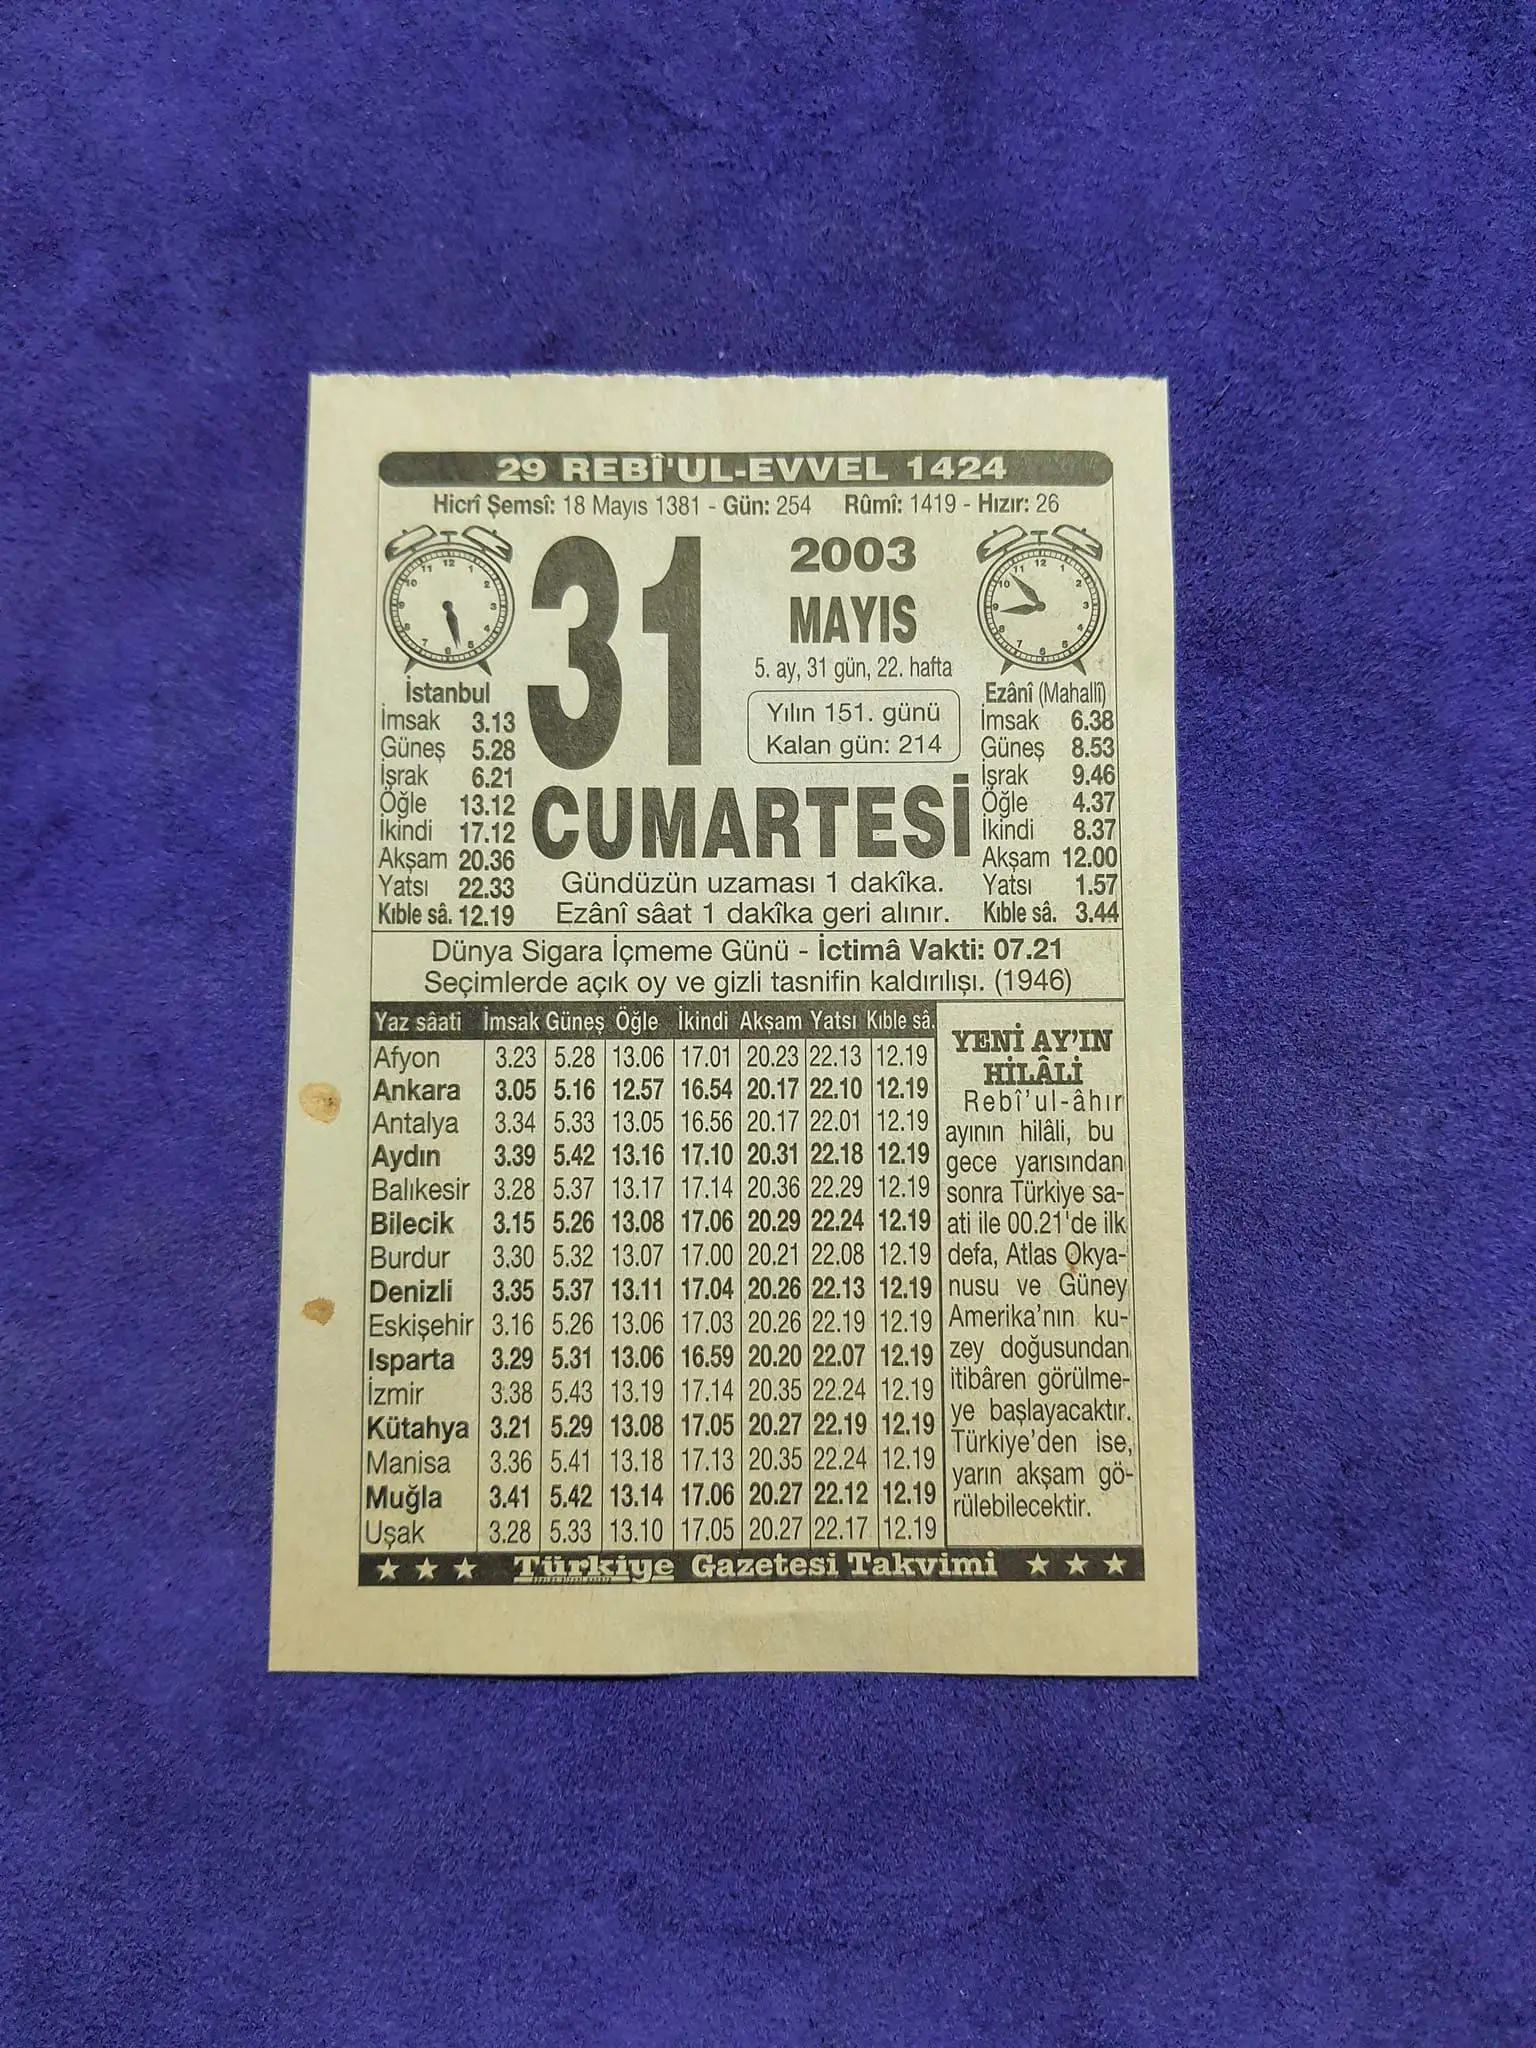 29 REBÎ'UL-EVVEL 1424
Hicrî Şemsî: 18 Mayıs 1381 - Gün: 254 Rûmî: 1419 - Hızır: 26
31
2003
MAYIS
5. ay, 31 gün, 22. hafta
Yılın 151. günü
Kalan gün: 214
CUMARTESİ
Gündüzün uzaması 1 dakîka.
Ezânî sâat 1 dakîka geri alınır.
İstanbul
İmsak 3.13
Güneş 5.28
İşrak 6.21
Öğle 13.12
İkindi 17.12
Akşam 20.36
Yatsı 22.33
Kıble sâ. 12.19
Ezânî (Mahallî)
İmsak 6.38
Güneş 8.53
İşrak 9.46
Öğle 4.37
İkindi 8.37
Akşam 12.00
Yatsı 1.57
Kıble sâ. 3.44
Dünya Sigara İçmeme Günü - İctimâ Vakti: 07.21
Seçimlerde açık oy ve gizli tasnifin kaldırılışı. (1946)
Yaz sâati İmsak Güneş Öğle İkindi Akşam Yatsı Kıble sâ.
Afyon 3.23 5.28 13.06 17.01 20.23 22.13 12.19
Ankara 3.05 5.16 12.57 16.54 20.17 22.10 12.19
Antalya 3.34 5.33 13.05 16.56 20.17 22.01 12.19
Aydın 3.39 5.42 13.16 17.10 20.31 22.18 12.19
Balıkesir 3.28 5.37 13.17 17.14 20.36 22.29 12.19
Bilecik 3.15 5.26 13.08 17.06 20.29 22.24 12.19
Burdur 3.30 5.32 13.07 17.00 20.21 22.08 12.19
Denizli 3.35 5.37 13.11 17.04 20.26 22.13 12.19
Eskişehir 3.16 5.26 13.06 17.03 20.26 22.19 12.19
Isparta 3.29 5.31 13.06 16.59 20.20 22.07 12.19
İzmir 3.38 5.43 13.19 17.14 20.35 22.24 12.19
Kütahya 3.21 5.29 13.08 17.05 20.27 22.19 12.19
Manisa 3.36 5.41 13.18 17.13 20.35 22.24 12.19
Muğla 3.41 5.42 13.14 17.06 20.27 22.12 12.19
Uşak 3.28 5.33 13.10 17.05 20.27 22.17 12.19
YENİ AY'IN
HİLÂLİ
Rebî'ul-âhır
ayının hilâli, bu
gece yarısından
sonra Türkiye sa-
ati ile 00.21'de ilk
defa, Atlas Okya-
nusu ve Güney
Amerika'nın ku-
zey doğusundan
itibâren görülme-
ye başlayacaktır.
Türkiye'den ise,
yarın akşam gö-
rülebilecektir.
Türkiye Gazetesi Takvimi